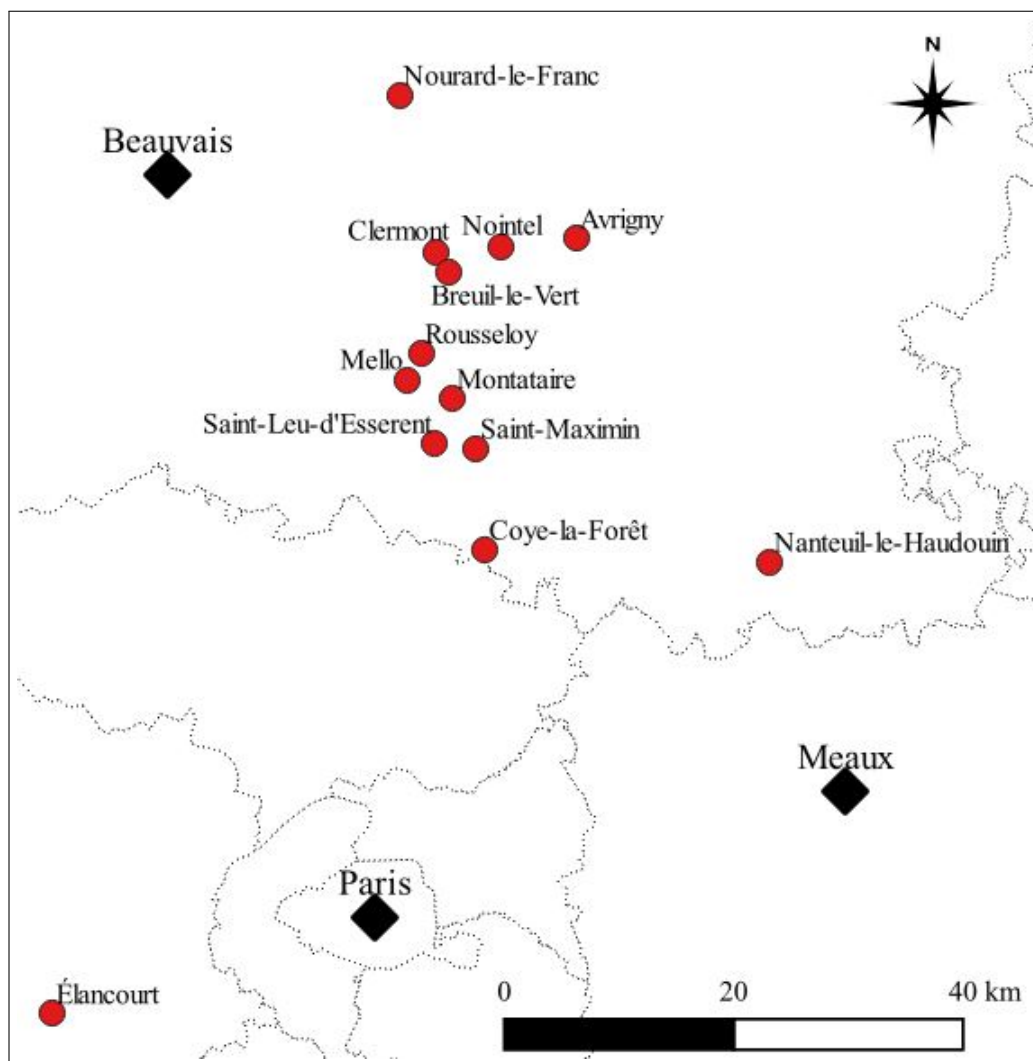 N
Nourard-le-Franc
Beauvais
Clermont
Nointel
Avrigny
Breuil-le-Vert
Rousseloy
Mello
Montataire
Saint-Leu-d'Esserent
Saint-Maximin
Coye-la-Forêt
Nanteuil-le-Haudouin
Meaux
Paris
Élancourt
0 20 40 km